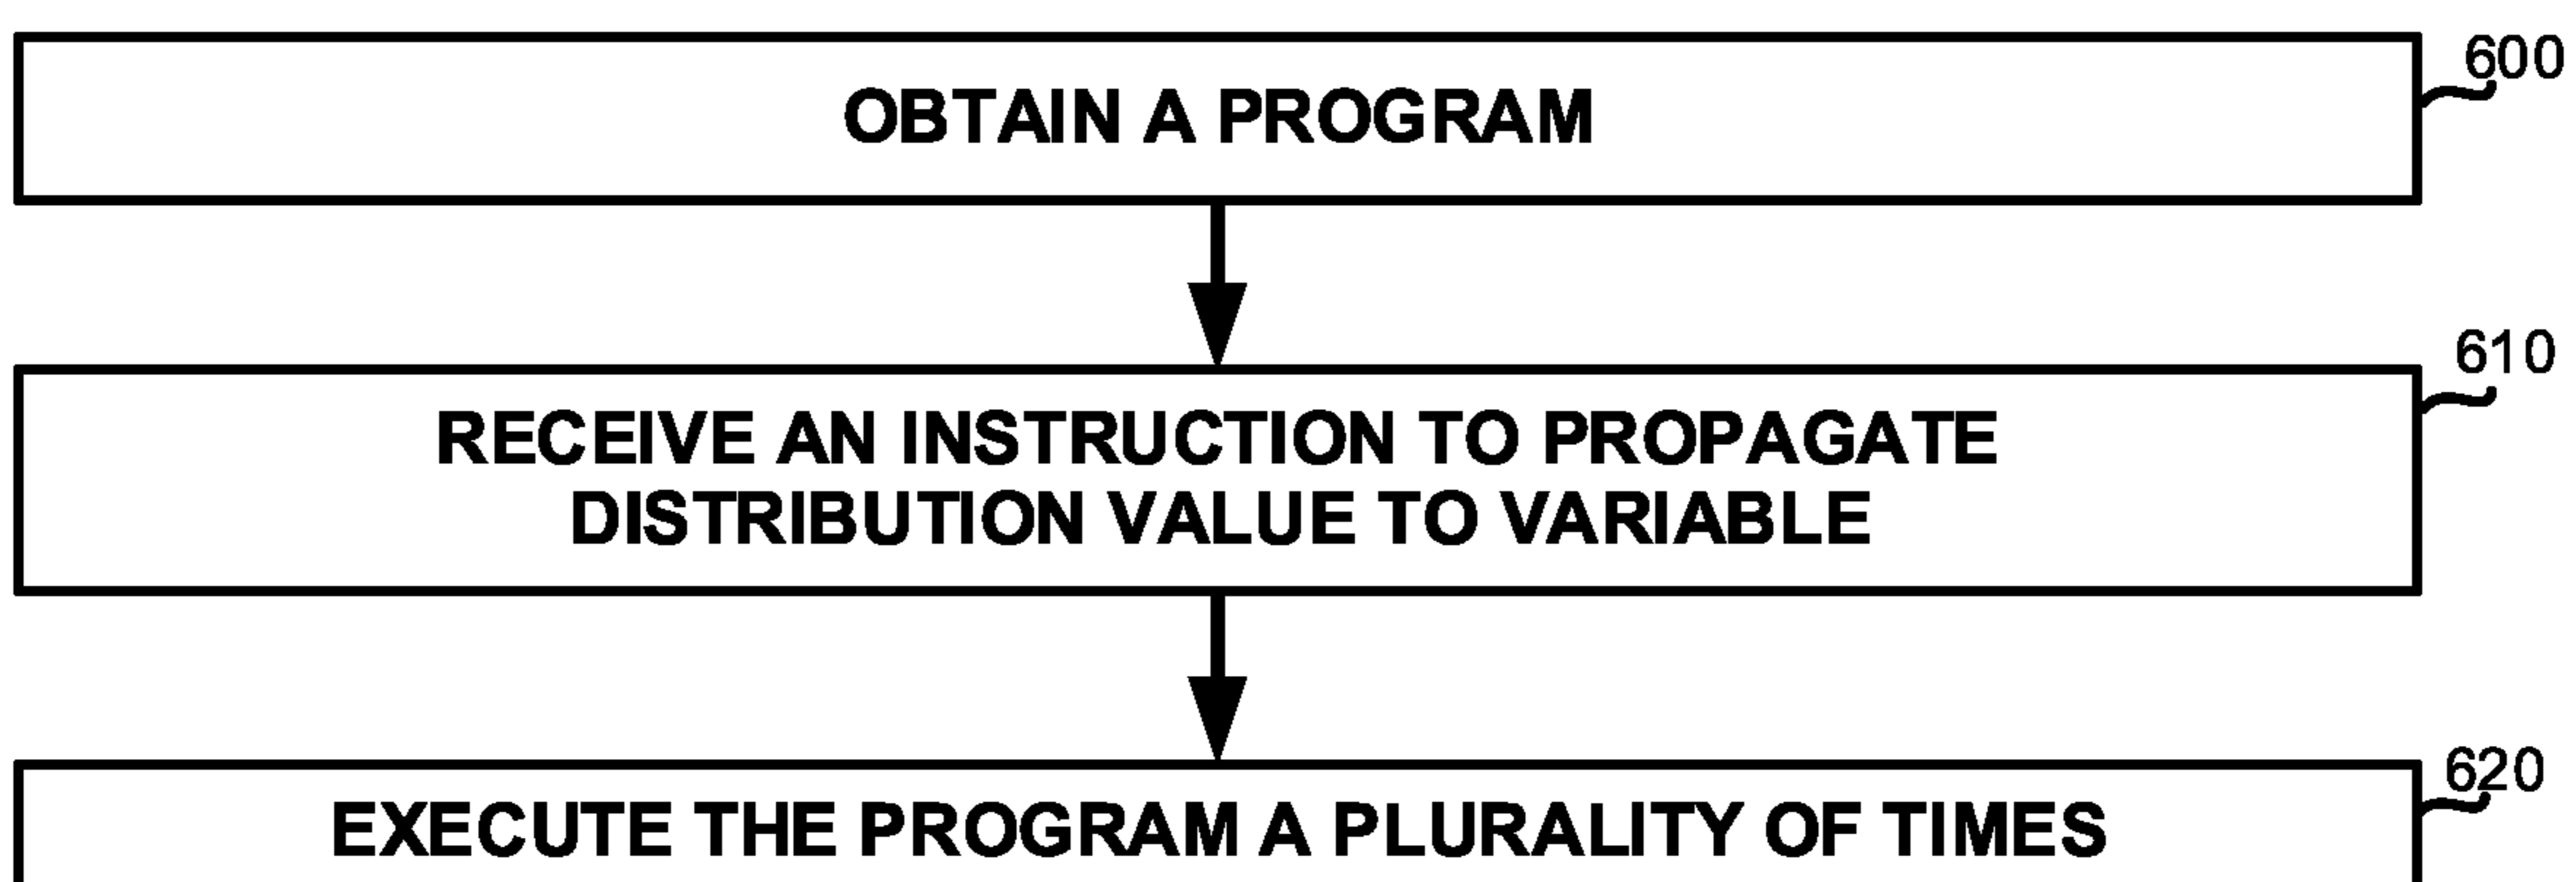 600
OBTAIN A PROGRAM
610
RECEIVE AN INSTRUCTION TO PROPAGATE
DISTRIBUTION VALUE TO VARIABLE
620
EXECUTE THE PROGRAM A PLURALITY OF TIMES